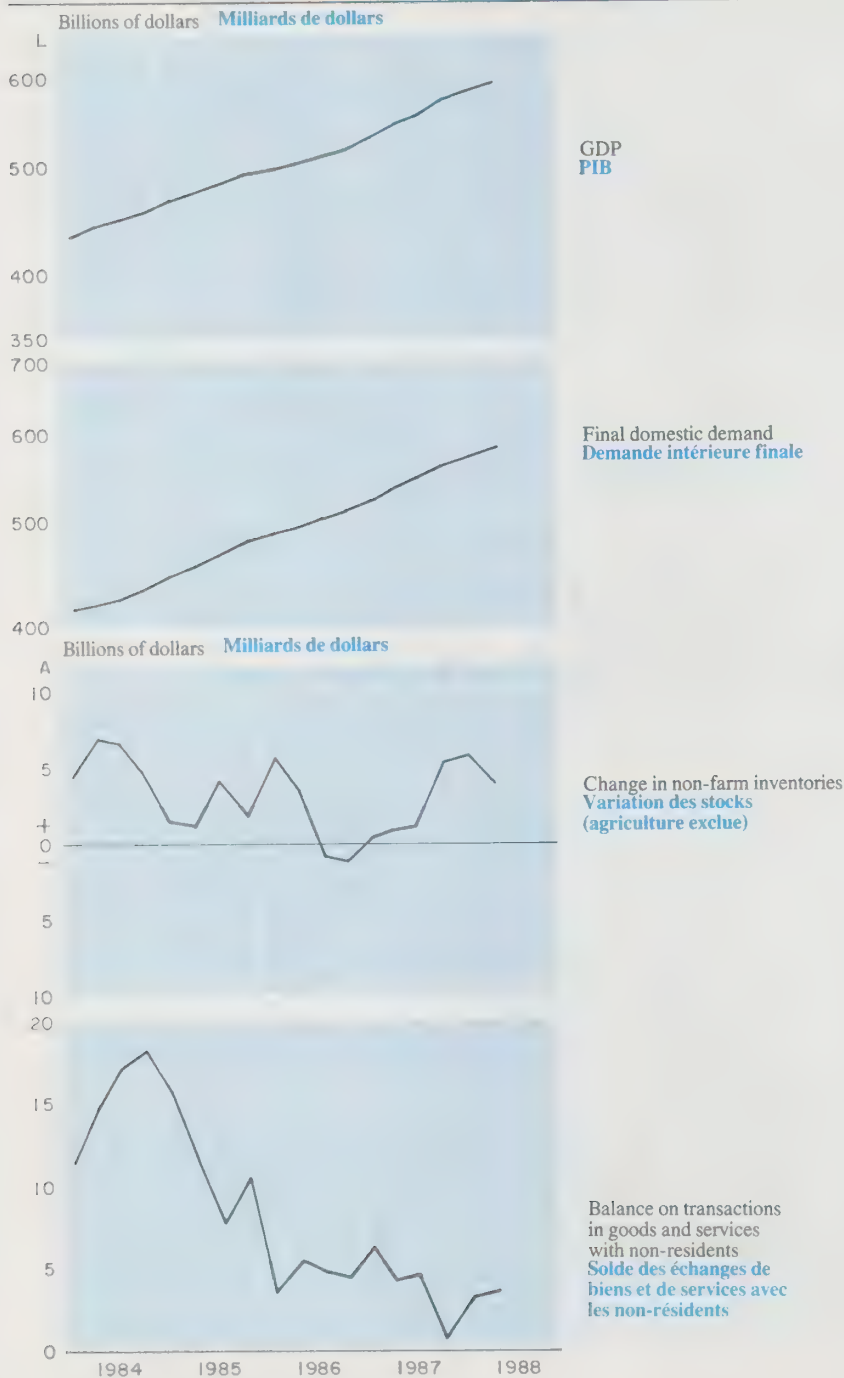 Billions of dollars Milliards de dollars
L
600
500
400
350
GDP
PIB
700
600
500
400
Final domestic demand
Demande intérieure finale
Billions of dollars Milliards de dollars
A
10
5
+
0
−
5
10
Change in non-farm inventories
Variation des stocks
(agriculture exclue)
20
15
10
5
0
Balance on transactions
in goods and services
with non-residents
Solde des échanges de
biens et de services avec
les non-résidents
1984 1985 1986 1987 1988